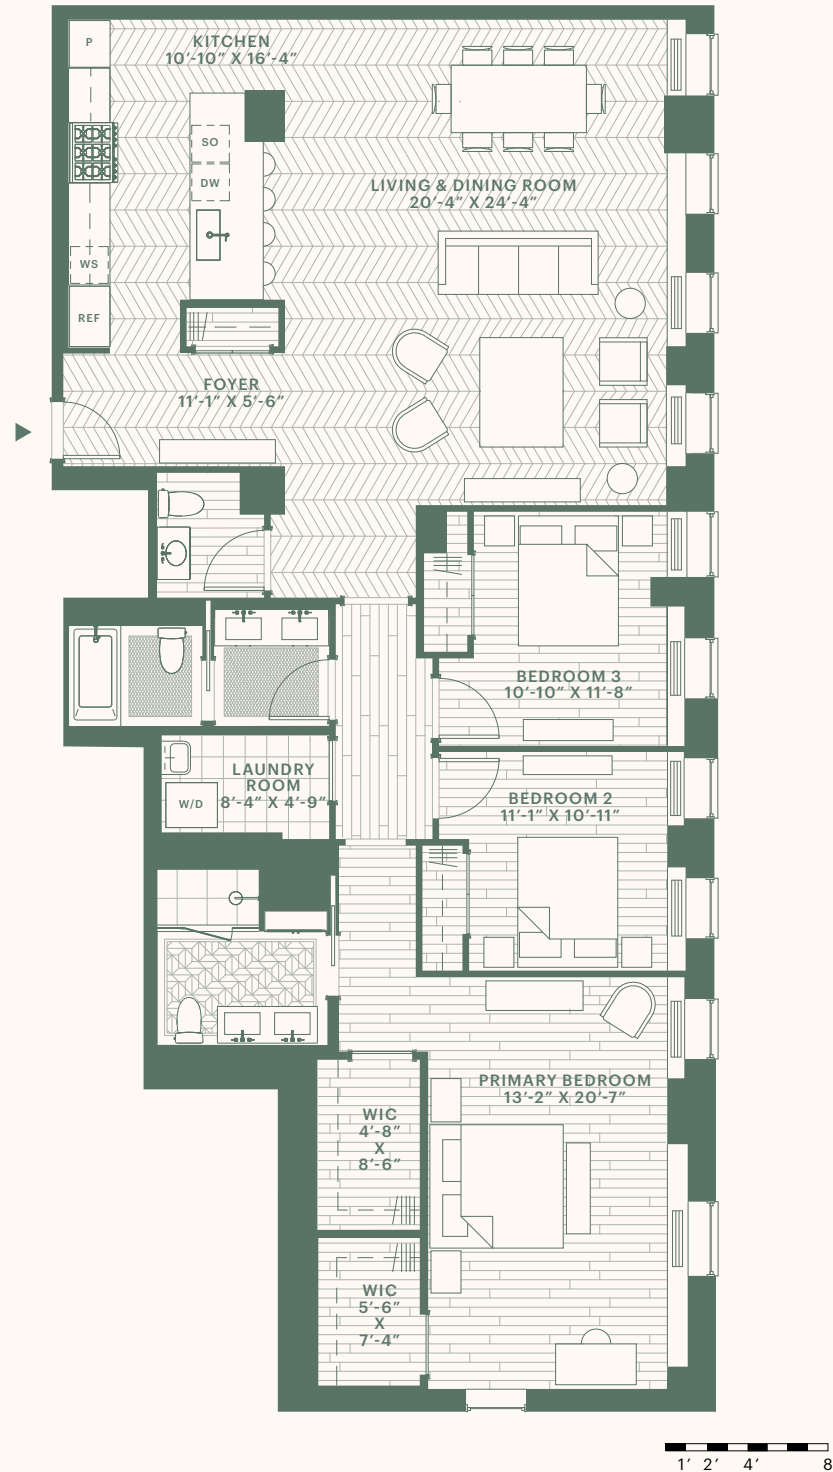 P
KITCHEN
10'-10" X 16'-4"
SO
DW
LIVING & DINING ROOM
20'-4" X 24'-4"
WS
REF
FOYER
11'-1" X 5'-6"
BEDROOM 3
10'-10" X 11'-8"
LAUNDRY
ROOM
8'-4" X 4'-9"
W/D
BEDROOM 2
11'-1" X 10'-11"
PRIMARY BEDROOM
13'-2" X 20'-7"
WIC
4'-8"
X
8'-6"
WIC
5'-6"
X
7'-4"
1' 2' 4' 8